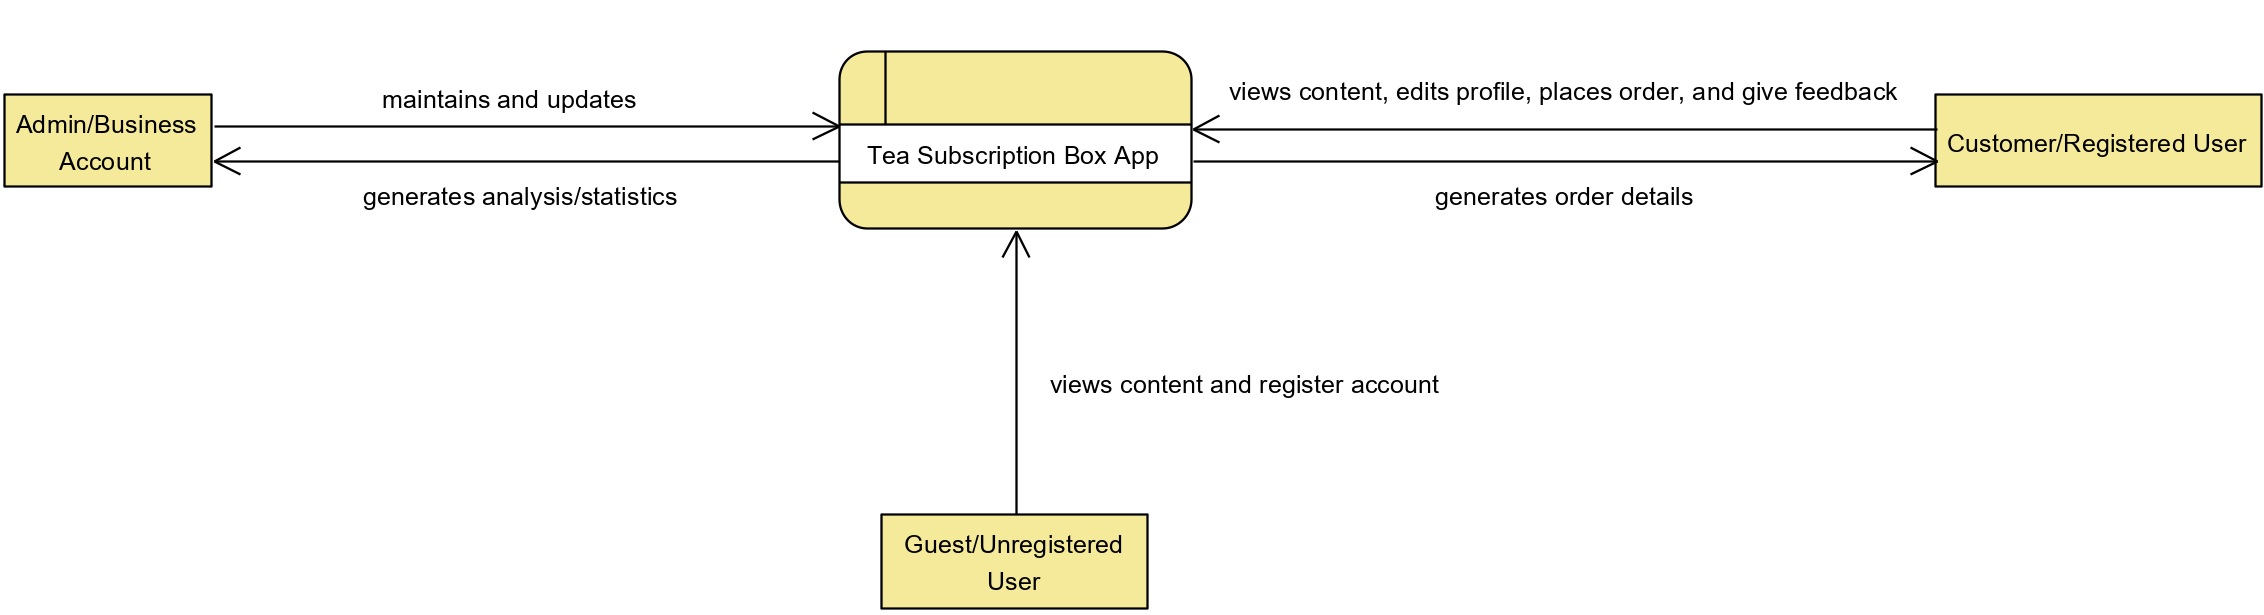 maintains and updates
views content, edits profile, places order, and give feedback
Admin/Business
Account
Tea Subscription Box App
Customer/Registered User
generates analysis/statistics
generates order details
views content and register account
Guest/Unregistered
User